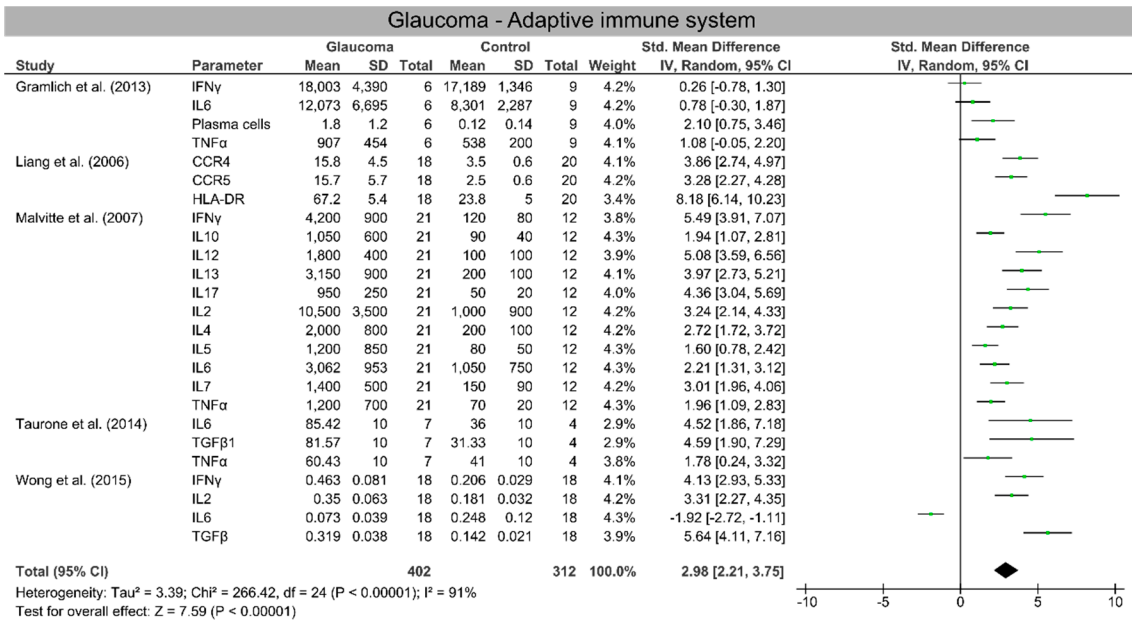 Glaucoma - Adaptive immune system
Glaucoma Control Std. Mean Difference Std. Mean Difference
Study Parameter Mean SD Total Mean SD Total Weight IV, Random, 95% CI IV, Random, 95% CI
Gramlich et al. (2013) IFNγ 18,003 4,390 6 17,189 1,346 9 4.2% 0.26 [-0.78, 1.30]
IL6 12,073 6,695 6 8,301 2,287 9 4.2% 0.78 [-0.30, 1.87]
Plasma cells 1.8 1.2 6 0.12 0.14 9 4.0% 2.10 [0.75, 3.46]
TNFα 907 454 6 538 200 9 4.2% 1.08 [-0.05, 2.20]
Liang et al. (2006) CCR4 15.8 4.5 18 3.5 0.6 20 4.1% 3.86 [2.74, 4.97]
CCR5 15.7 5.7 18 2.5 0.6 20 4.2% 3.28 [2.27, 4.28]
HLA-DR 67.2 5.4 18 23.8 5 20 3.4% 8.18 [6.14, 10.23]
Malvitte et al. (2007) IFNγ 4,200 900 21 120 80 12 3.8% 5.49 [3.91, 7.07]
IL10 1,050 600 21 90 40 12 4.3% 1.94 [1.07, 2.81]
IL12 1,800 400 21 100 100 12 3.9% 5.08 [3.59, 6.56]
IL13 3,150 900 21 200 100 12 4.1% 3.97 [2.73, 5.21]
IL17 950 250 21 50 20 12 4.0% 4.36 [3.04, 5.69]
IL2 10,500 3,500 21 1,000 900 12 4.2% 3.24 [2.14, 4.33]
IL4 2,000 800 21 200 100 12 4.2% 2.72 [1.72, 3.72]
IL5 1,200 850 21 80 50 12 4.3% 1.60 [0.78, 2.42]
IL6 3,062 953 21 1,050 750 12 4.3% 2.21 [1.31, 3.12]
IL7 1,400 500 21 150 90 12 4.2% 3.01 [1.96, 4.06]
TNFα 1,200 700 21 70 20 12 4.3% 1.96 [1.09, 2.83]
Taurone et al. (2014) IL6 85.42 10 7 36 10 4 2.9% 4.52 [1.86, 7.18]
TGFβ1 81.57 10 7 31.33 10 4 2.9% 4.59 [1.90, 7.29]
TNFα 60.43 10 7 41 10 4 3.8% 1.78 [0.24, 3.32]
Wong et al. (2015) IFNγ 0.463 0.081 18 0.206 0.029 18 4.1% 4.13 [2.93, 5.33]
IL2 0.35 0.063 18 0.181 0.032 18 4.2% 3.31 [2.27, 4.35]
IL6 0.073 0.039 18 0.248 0.12 18 4.3% -1.92 [-2.72, -1.11]
TGFβ 0.319 0.038 18 0.142 0.021 18 3.9% 5.64 [4.11, 7.16]
Total (95% CI) 402 312 100.0% 2.98 [2.21, 3.75]
Heterogeneity: Tau² = 3.39; Chi² = 266.42, df = 24 (P < 0.00001); I² = 91%
Test for overall effect: Z = 7.59 (P < 0.00001)
-10 -5 0 5 10